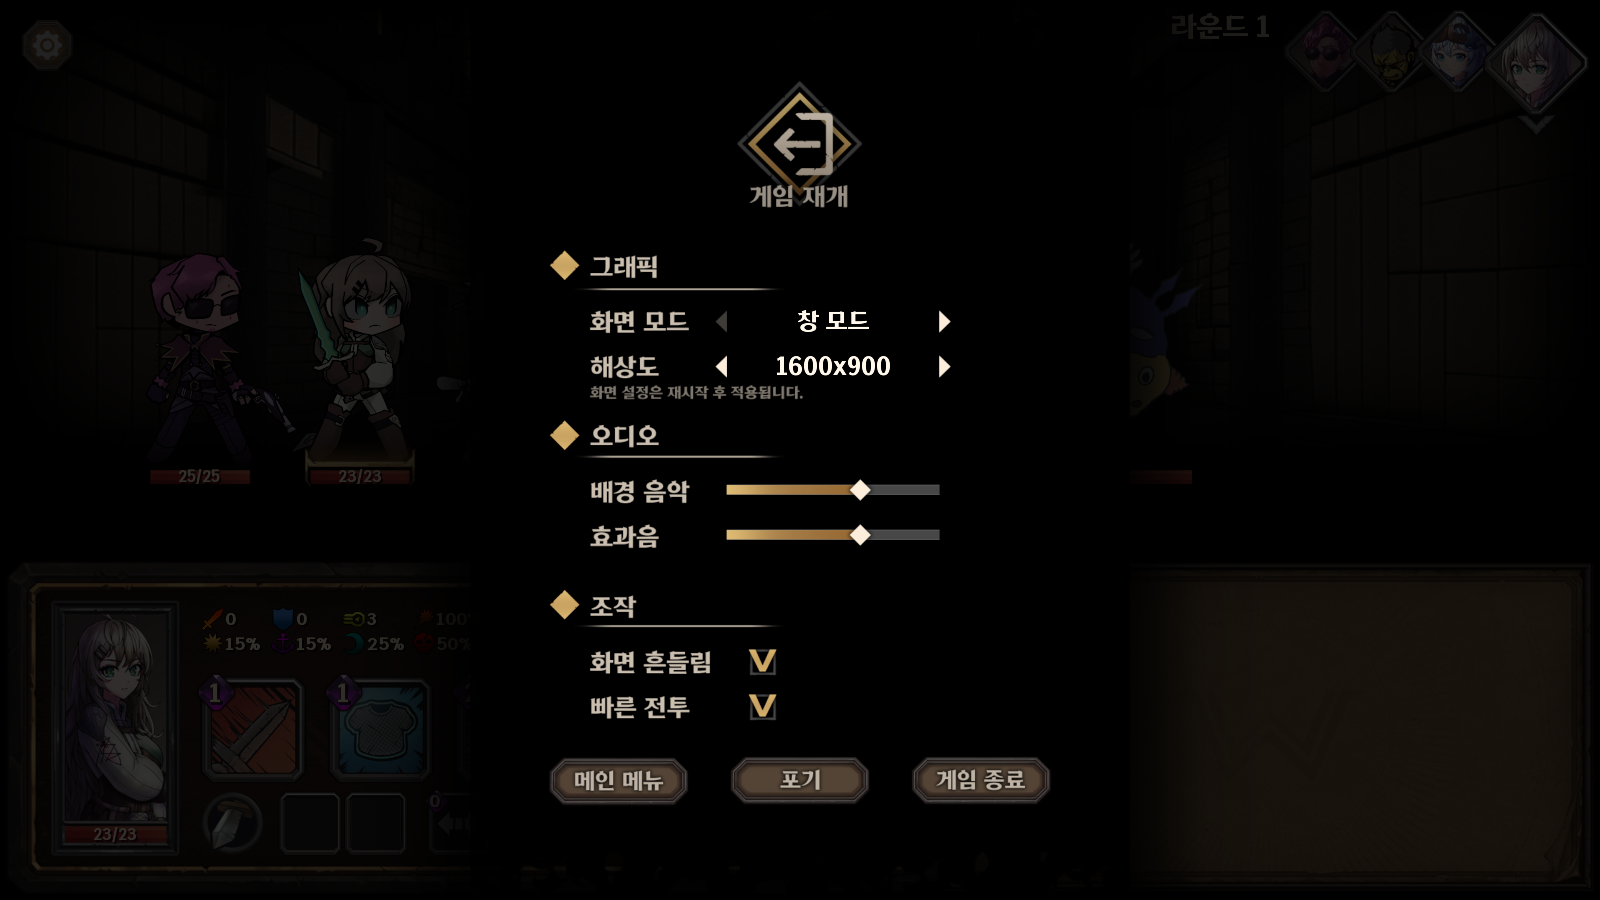 라운드 1
게임 재개
그래픽
화면 모드 창 모드
해상도 1600x900
화면 설정은 재시작 후 적용됩니다.
오디오
배경 음악
효과음
조작
화면 흔들림
빠른 전투
메인 메뉴 포기 게임 종료
25/25 23/23
0 0 3 100
15% 15% 25% 50%
1 1
0
23/23